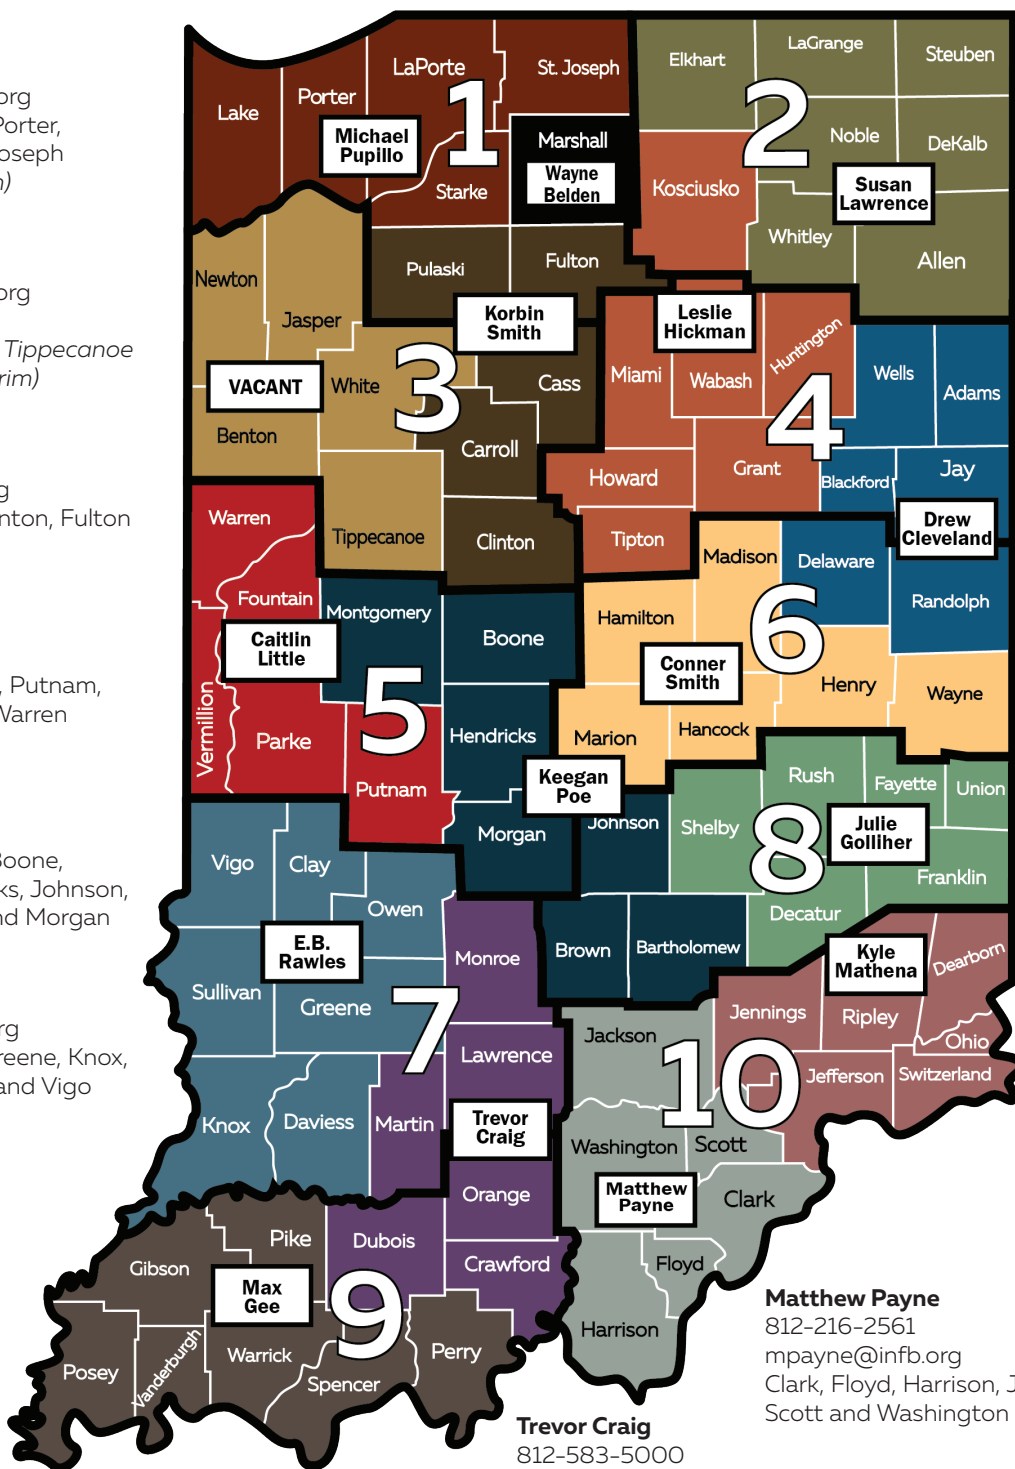 org
Porter,
oseph
n)
org
Tippecanoe
rim)
g
nton, Fulton
, Putnam,
Warren
Boone,
ks, Johnson,
nd Morgan
rg
Greene, Knox,
and Vigo
Lake
Porter
LaPorte
St. Joseph
1
Michael
Pupillo
Starke
Marshall
Wayne
Belden
Elkhart
LaGrange
Steuben
2
Noble
DeKalb
Kosciusko
Susan
Lawrence
Whitley
Allen
Newton
Jasper
Pulaski
Fulton
Korbin
Smith
VACANT
White
3
Cass
Benton
Carroll
Tippecanoe
Clinton
Leslie
Hickman
Miami
Wabash
Huntington
4
Wells
Adams
Howard
Grant
Blackford
Jay
Tipton
Drew
Cleveland
Warren
Fountain
Montgomery
Boone
Caitlin
Little
5
Vermillion
Parke
Putnam
Hendricks
Morgan
Keegan
Poe
Johnson
Brown
Bartholomew
Madison
Delaware
Randolph
Hamilton
6
Conner
Smith
Henry
Wayne
Marion
Hancock
Rush
Fayette
Union
Shelby
8
Julie
Golliher
Franklin
Decatur
Vigo
Clay
Owen
E.B.
Rawles
Monroe
Sullivan
Greene
7
Lawrence
Knox
Daviess
Martin
Trevor
Craig
Orange
Kyle
Mathena
Dearborn
Jennings
Ripley
Ohio
Jackson
10
Jefferson
Switzerland
Washington
Scott
Matthew
Payne
Clark
Floyd
Harrison
Pike
Dubois
Crawford
Gibson
Max
Gee
9
Posey
Vanderburgh
Warrick
Spencer
Perry
Matthew Payne
812-216-2561
mpayne@infb.org
Clark, Floyd, Harrison, J
Scott and Washington
Trevor Craig
812-583-5000